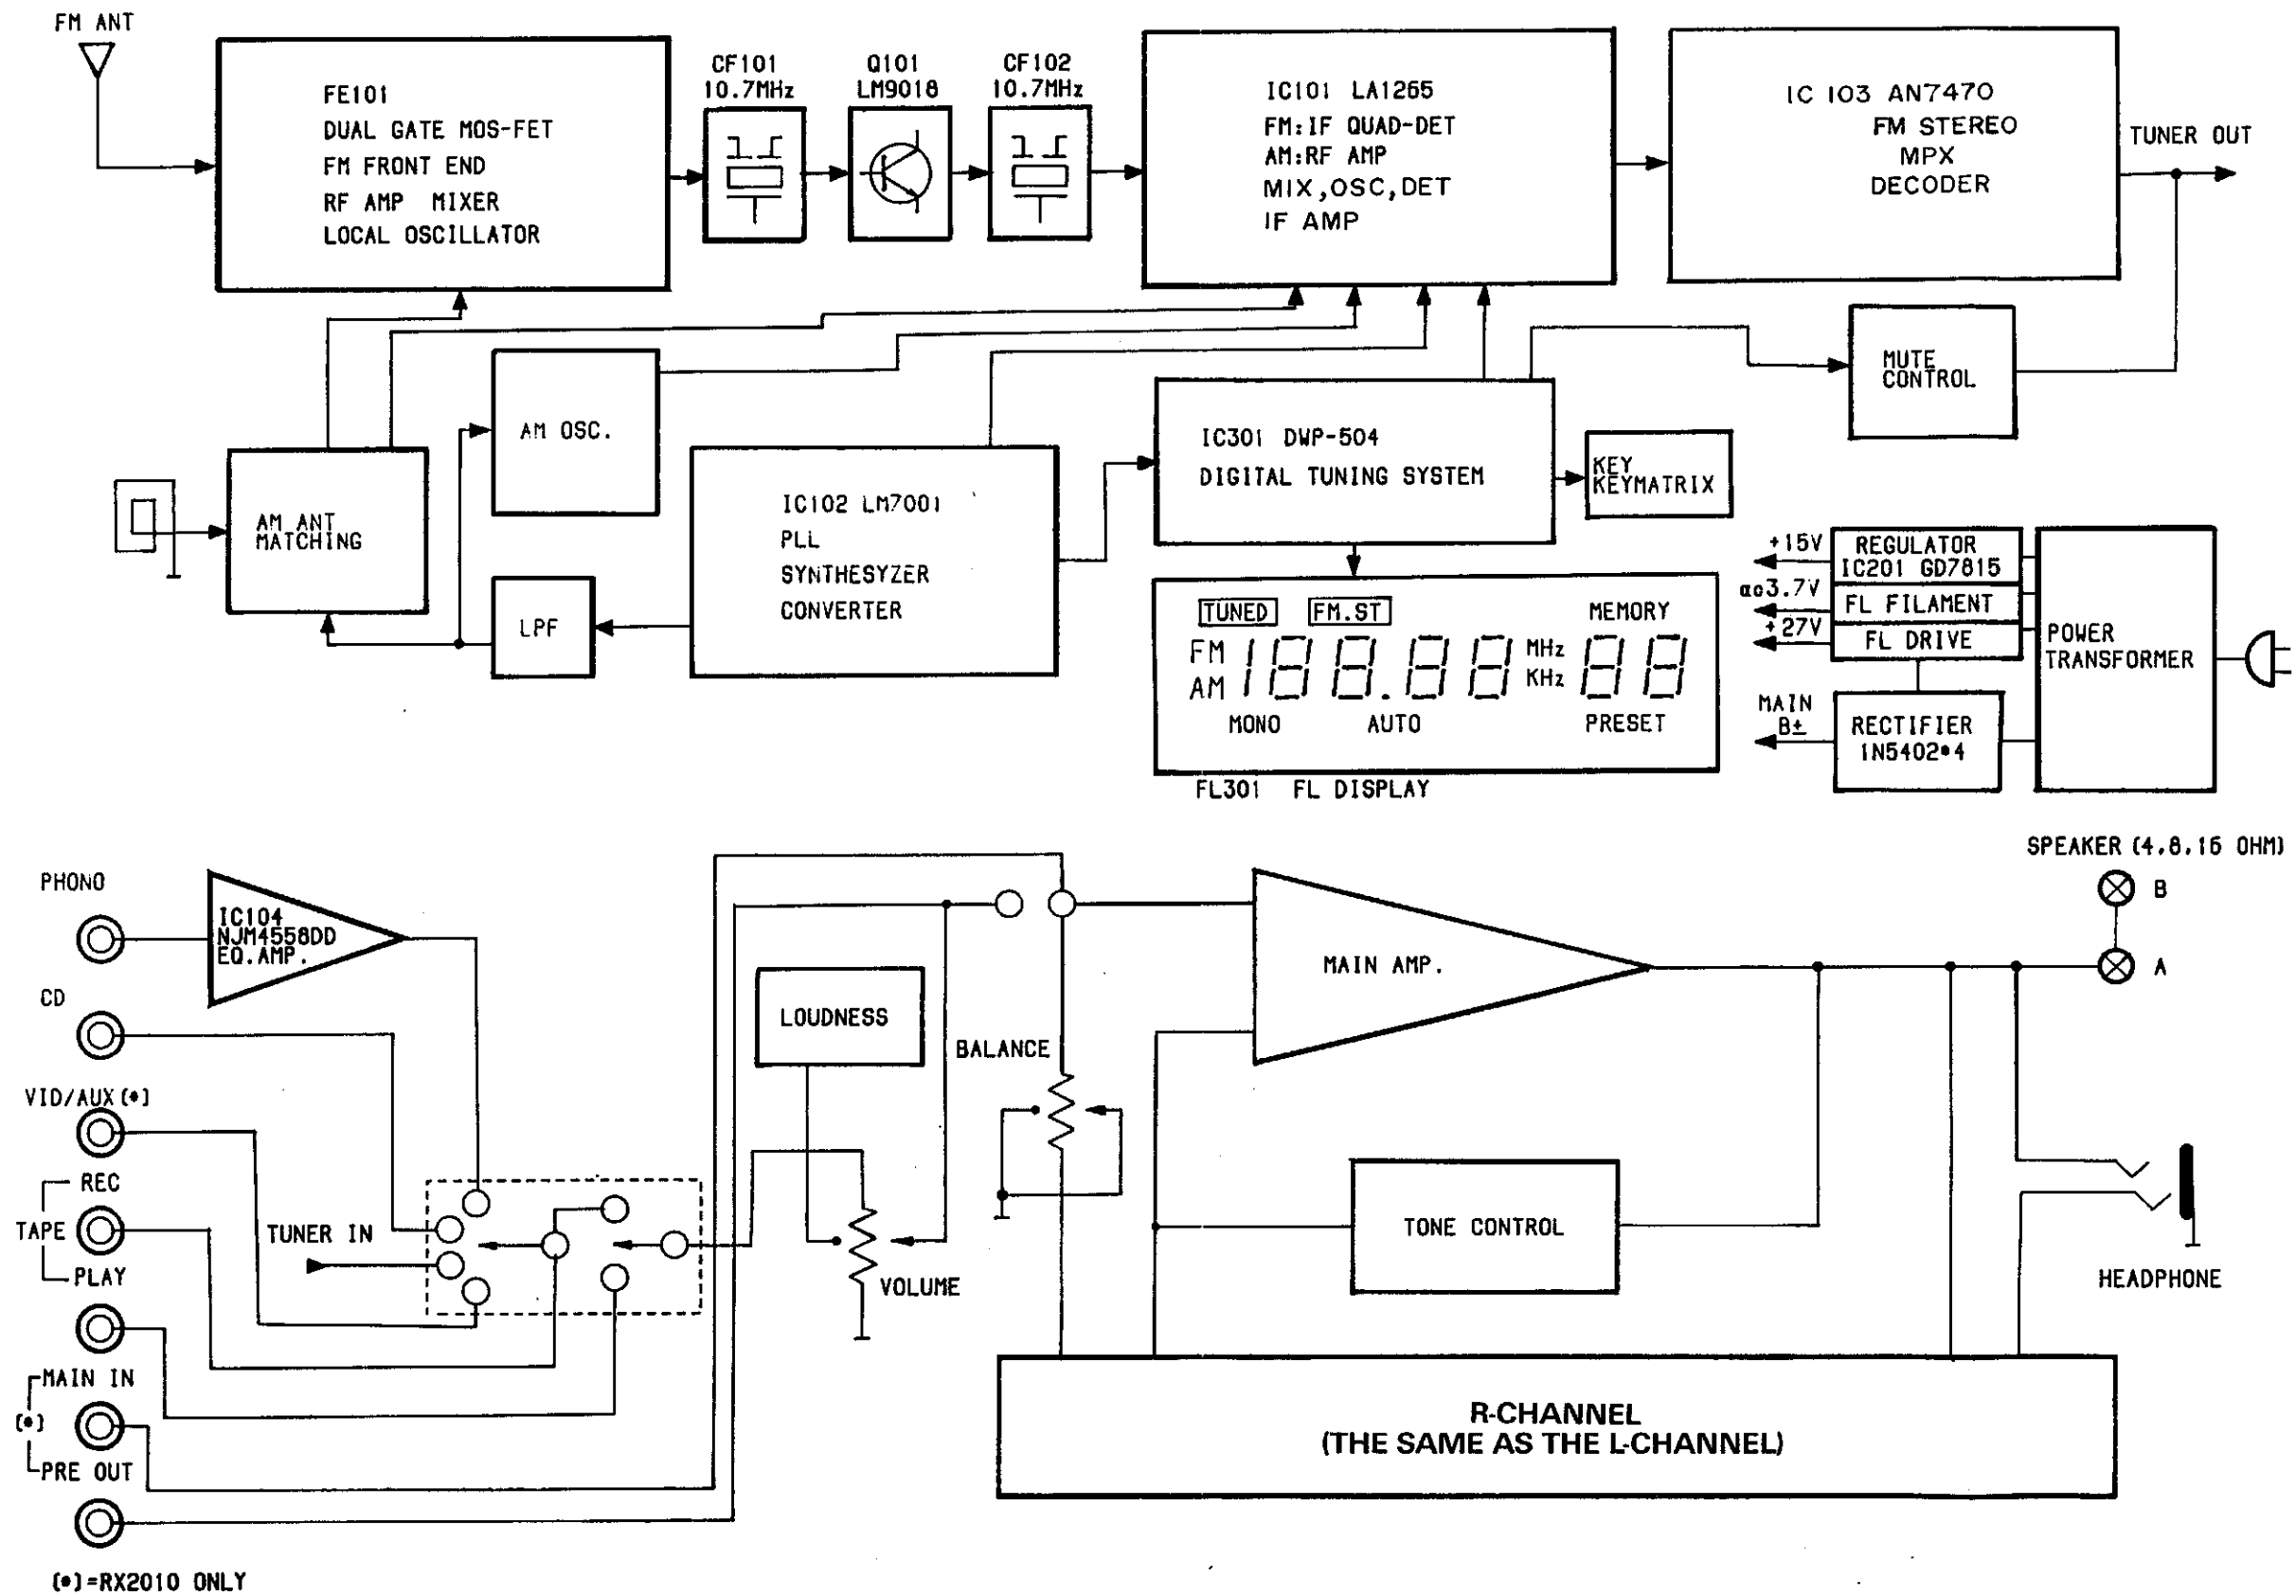 FM ANT
FE101
DUAL GATE MOS-FET
FM FRONT END
RF AMP MIXER
LOCAL OSCILLATOR
CF101
10.7MHz
Q101
LM9018
CF102
10.7MHz
IC101 LA1265
FM:IF QUAD-DET
AM:RF AMP
MIX,OSC,DET
IF AMP
IC 103 AN7470
FM STEREO
MPX
DECODER
TUNER OUT
MUTE
CONTROL
AM OSC.
AM ANT
MATCHING
LPF
IC102 LM7001
PLL
SYNTHESYZER
CONVERTER
IC301 DWP-504
DIGITAL TUNING SYSTEM
KEY
KEYMATRIX
TUNED FM.ST MEMORY
FM 188.88 MHz 88
AM KHz
MONO AUTO PRESET
FL301 FL DISPLAY
+15V
REGULATOR
IC201 GD7815
ac3.7V
FL FILAMENT
+27V
FL DRIVE
MAIN
B±
RECTIFIER
1N5402*4
POWER
TRANSFORMER
PHONO
IC104
NJM4558DD
EQ.AMP.
CD
VID/AUX(*)
REC
TAPE
PLAY
TUNER IN
MAIN IN
(*)
PRE OUT
(*)=RX2010 ONLY
LOUDNESS
VOLUME
BALANCE
MAIN AMP.
TONE CONTROL
SPEAKER (4.8.16 OHM)
B
A
HEADPHONE
R-CHANNEL
(THE SAME AS THE L-CHANNEL)